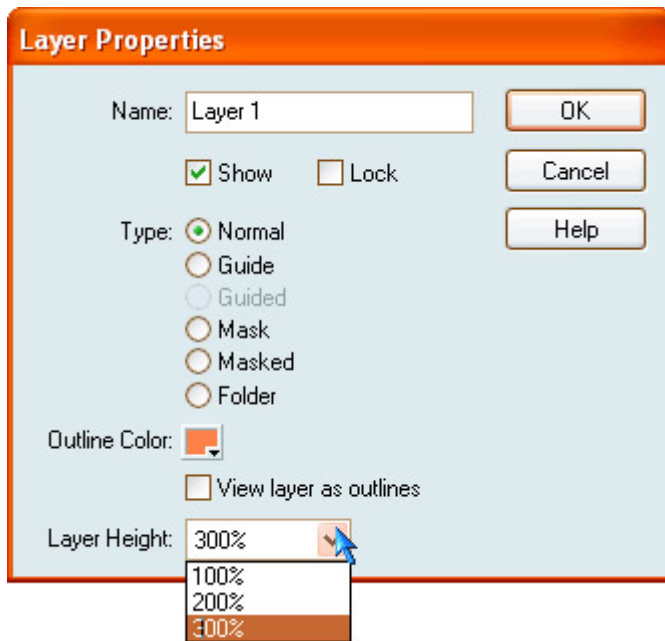 Layer Properties
Name: Layer 1 OK
Show Lock Cancel
Type: Normal Help
Guide
Guided
Mask
Masked
Folder
Outline Color:
View layer as outlines
Layer Height: 300%
100%
200%
300%